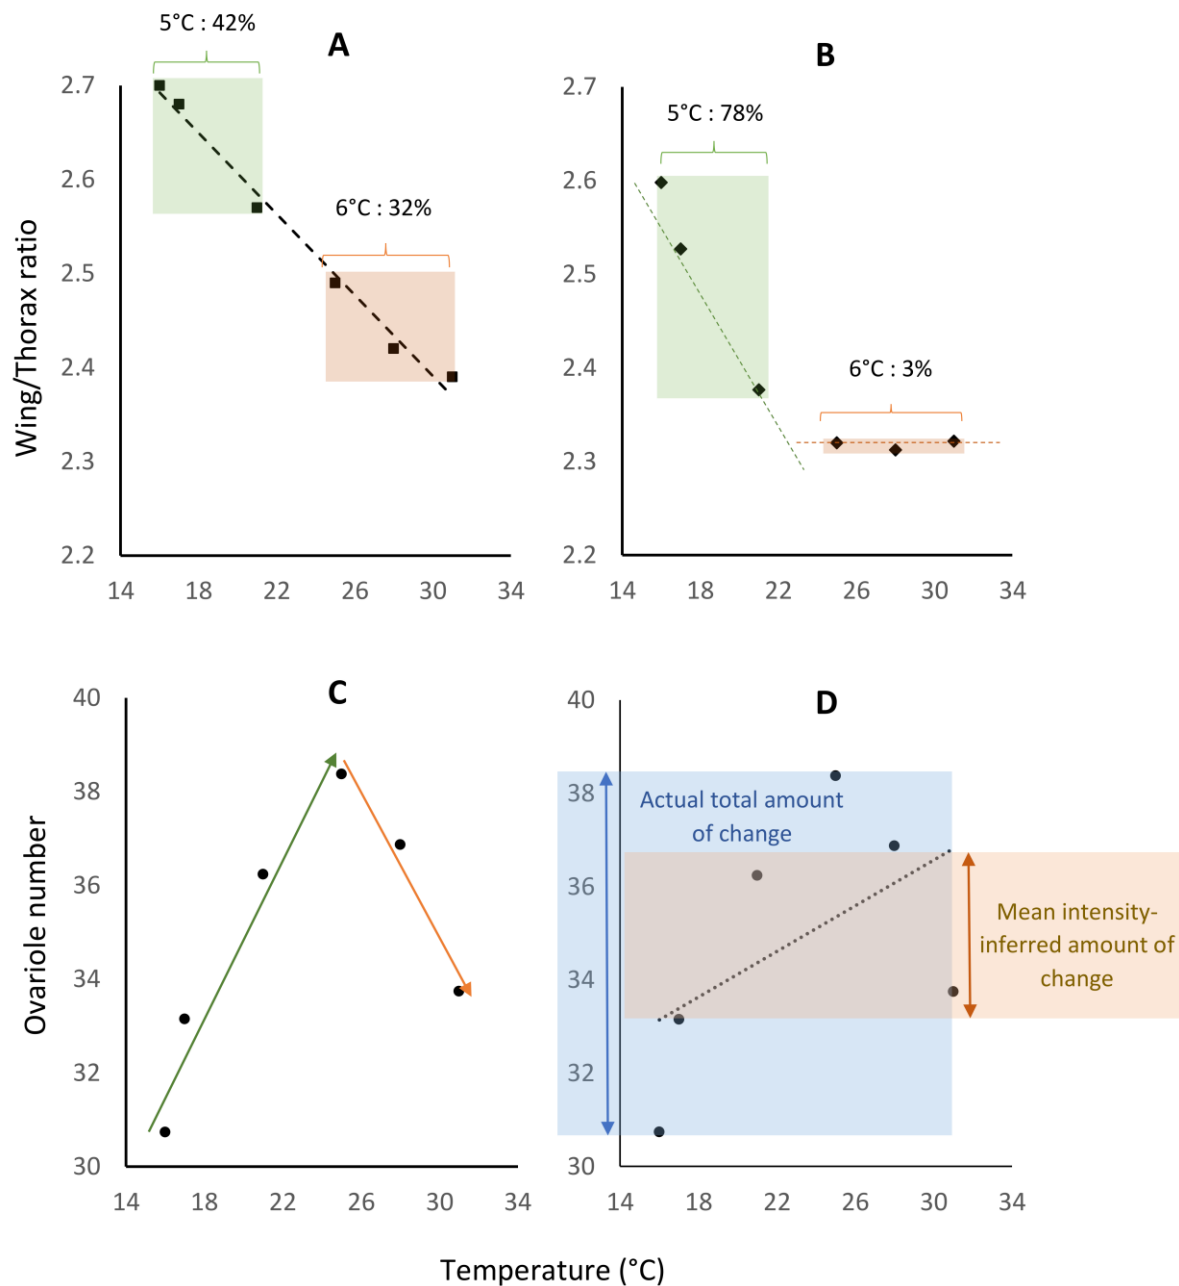 5°C : 42%
A
2.7
2.6
2.5
2.4
2.3
2.2
6°C : 32%
14 18 22 26 30 34
Wing/Thorax ratio
B
2.7
2.6
2.5
2.4
2.3
2.2
5°C : 78%
6°C : 3%
14 18 22 26 30 34
C
40
38
36
34
32
30
14 18 22 26 30 34
Ovariole number
D
40
38
36
34
32
30
Actual total amount
of change
Mean intensity-
inferred amount of
change
14 18 22 26 30 34
Temperature (°C)